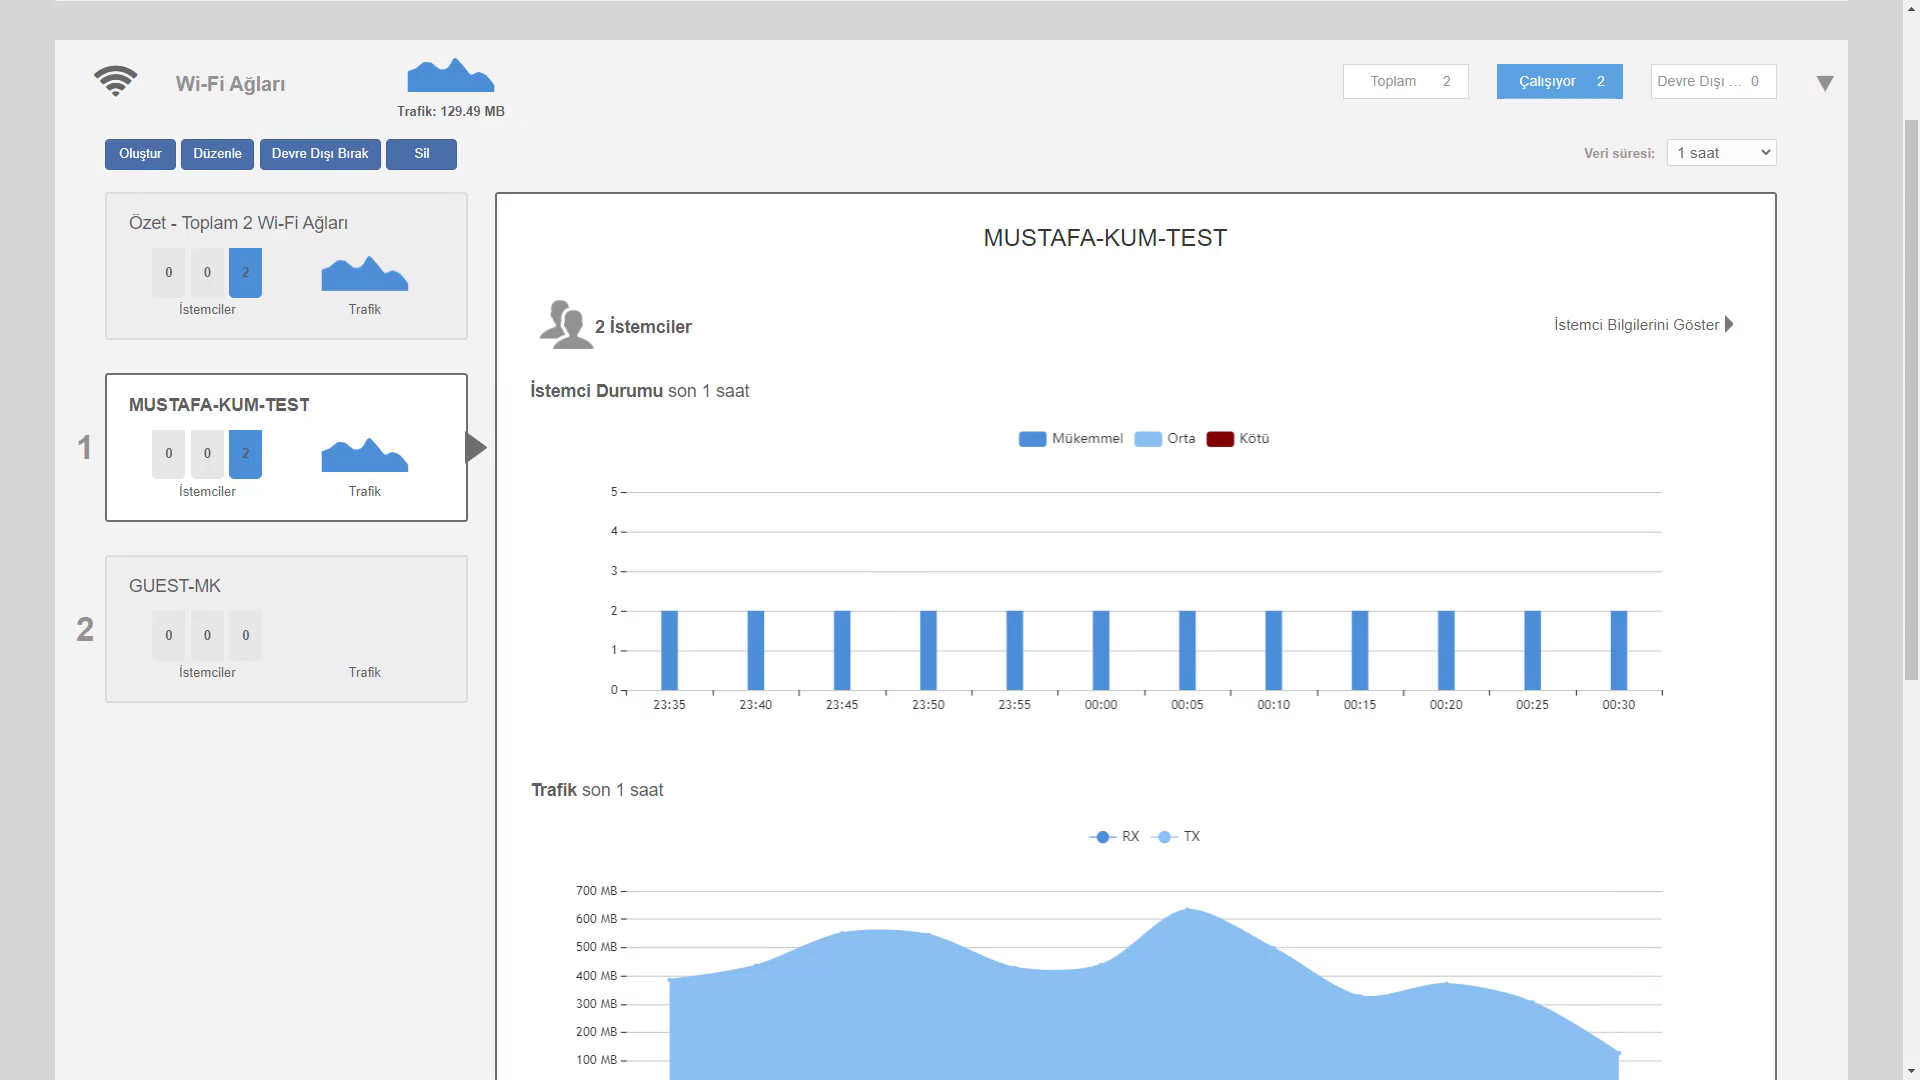 Wi-Fi Ağları
Trafik: 129.49 MB
Toplam 2
Çalışıyor 2
Devre Dışı ... 0
Oluştur
Düzenle
Devre Dışı Bırak
Sil
Veri süresi: 1 saat
Özet - Toplam 2 Wi-Fi Ağları
0 0 2
İstemciler
Trafik
1
MUSTAFA-KUM-TEST
0 0 2
İstemciler
Trafik
2
GUEST-MK
0 0 0
İstemciler
Trafik
MUSTAFA-KUM-TEST
2 İstemciler
İstemci Bilgilerini Göster
İstemci Durumu son 1 saat
Mükemmel Orta Kötü
5
4
3
2
1
0
23:35 23:40 23:45 23:50 23:55 00:00 00:05 00:10 00:15 00:20 00:25 00:30
Trafik son 1 saat
RX TX
700 MB
600 MB
500 MB
400 MB
300 MB
200 MB
100 MB